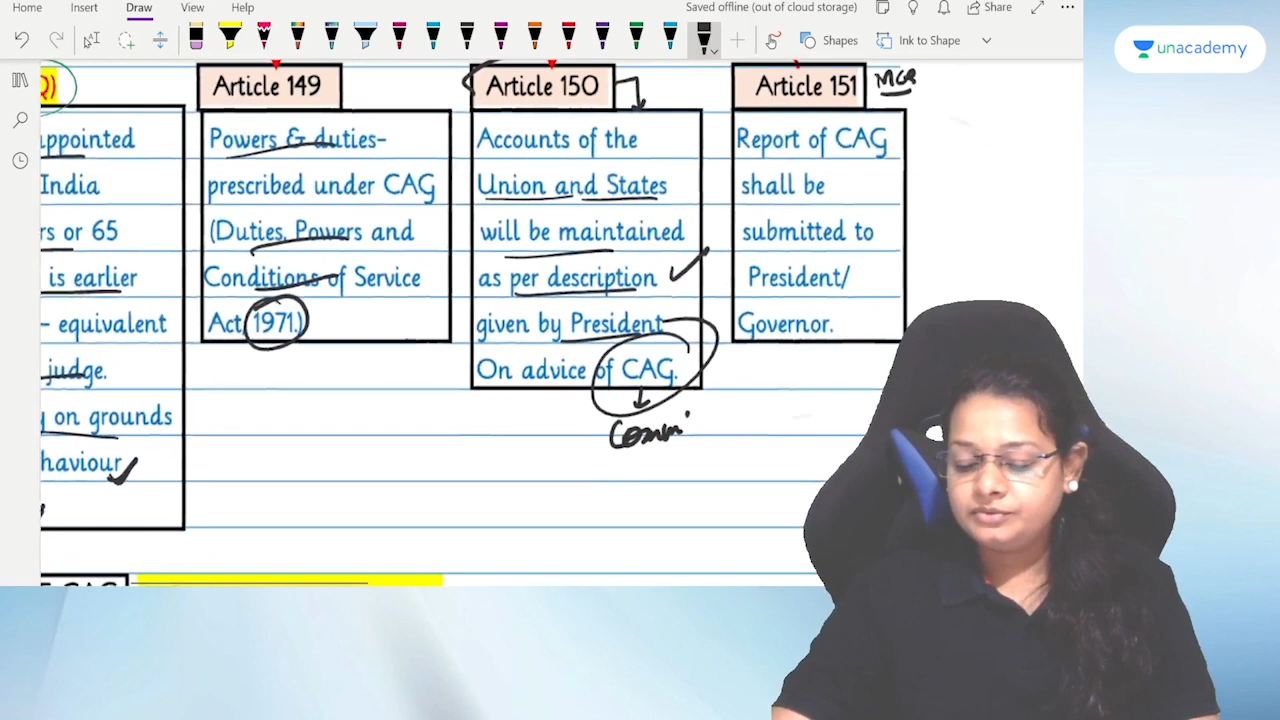 Home Insert Draw View Help Saved offline (out of cloud storage) Share
Shapes Ink to Shape
unacademy
Q)
Article 149
Article 150
Article 151
MCQ
appointed
India
rs or 65
is earlier
- equivalent
judge.
y on grounds
haviour
Powers & duties-
prescribed under CAG
(Duties, Powers and
Conditions of Service
Act, 1971.)
Accounts of the
Union and States
will be maintained
as per description
given by President
On advice of CAG.
Comm
Report of CAG
shall be
submitted to
President/
Governor.